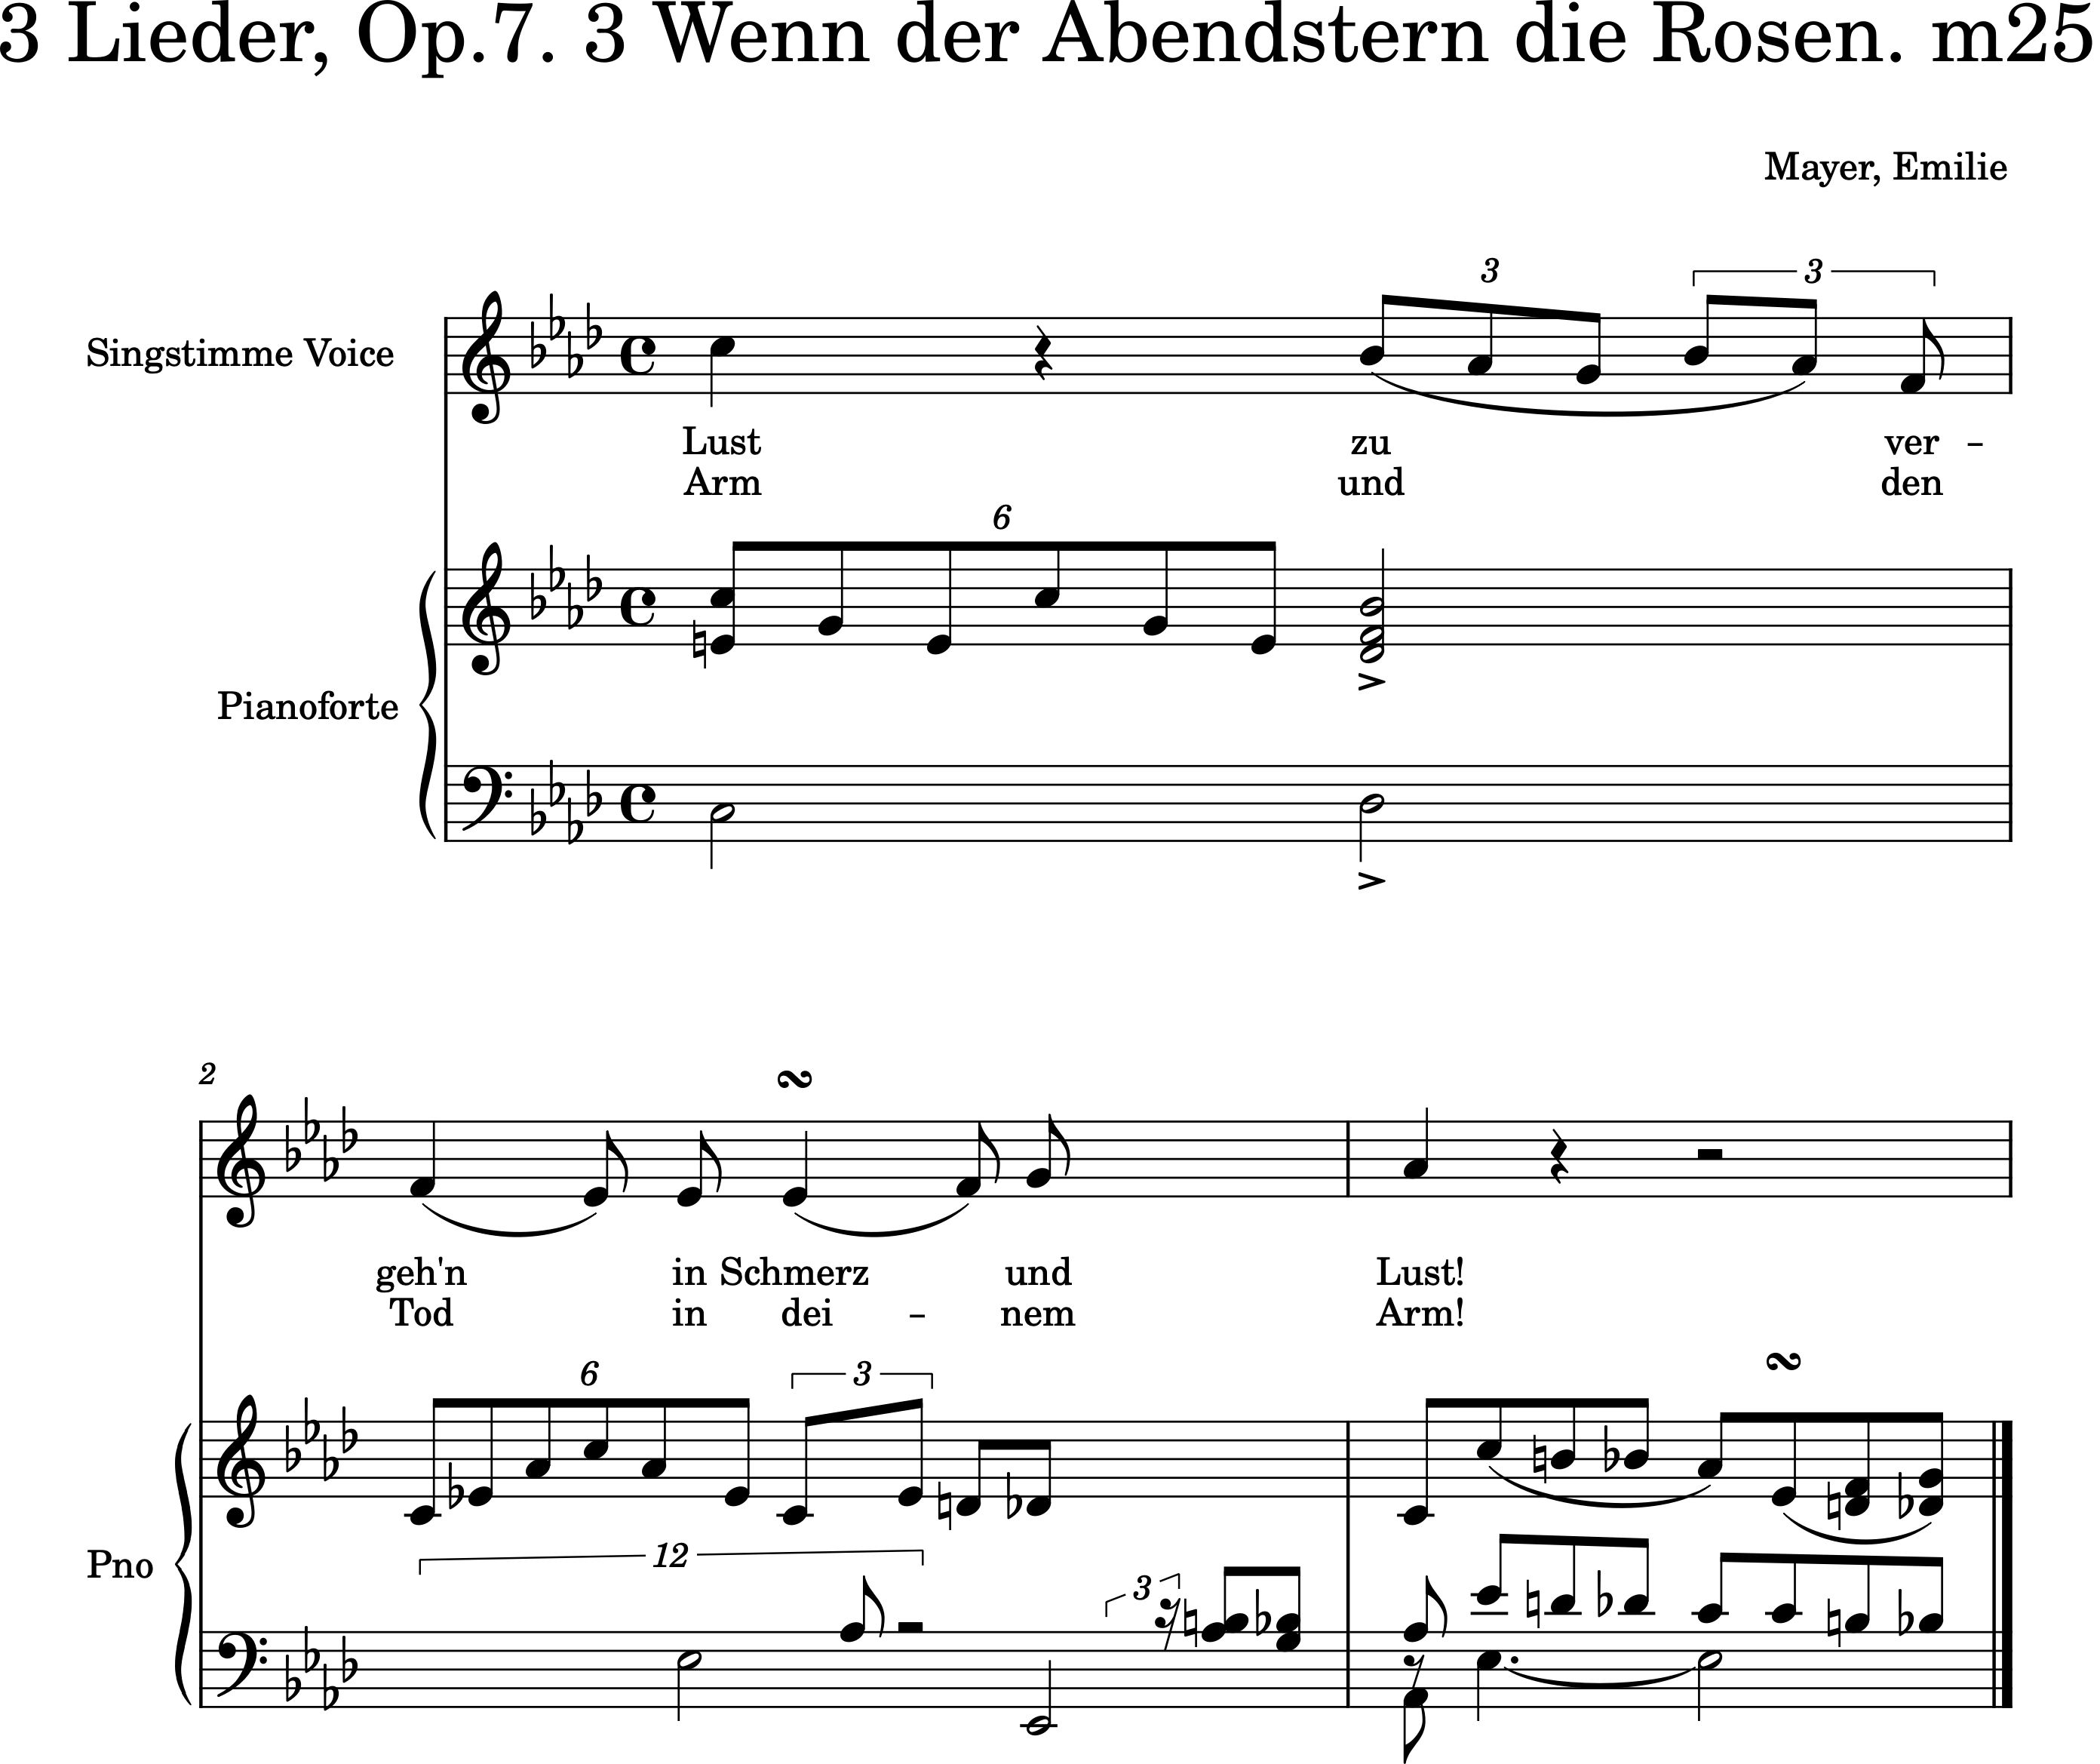 3 Lieder, Op.7. 3 Wenn der Abendstern die Rosen. m25
Mayer, Emilie
3 3
Singstimme Voice
Lust zu ver -
Arm und den
6
Pianoforte
2
geh'n in Schmerz und Lust!
Tod in dei - nem Arm!
6 3
12 3
Pno